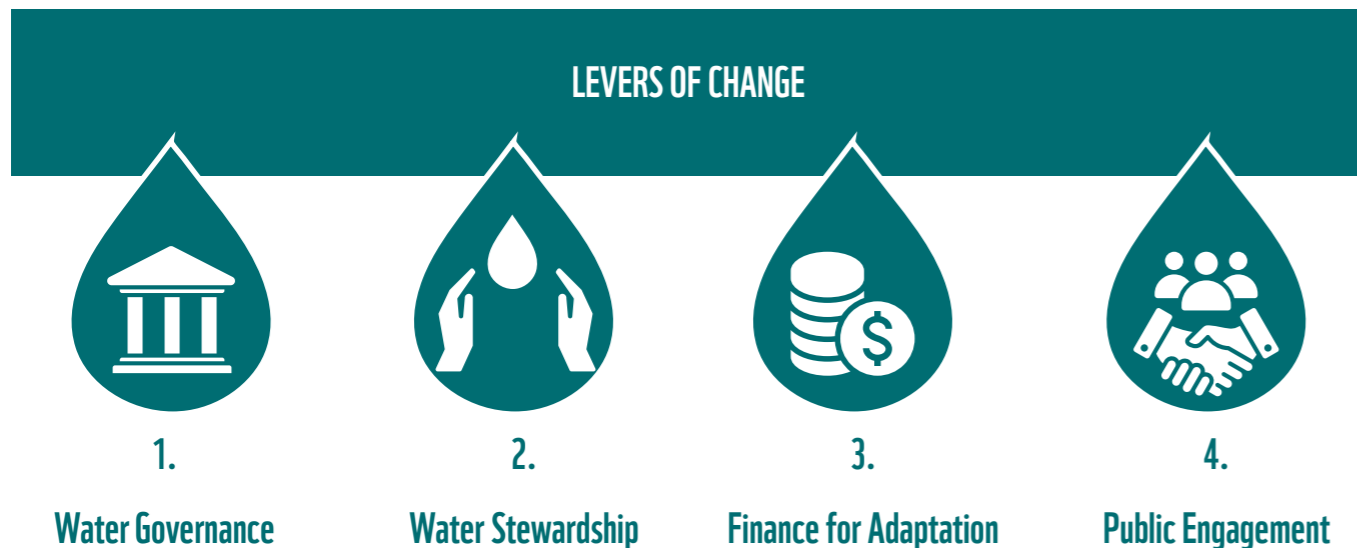 LEVERS OF CHANGE
$
1.
2.
3.
4.
Water Governance
Water Stewardship
Finance for Adaptation
Public Engagement